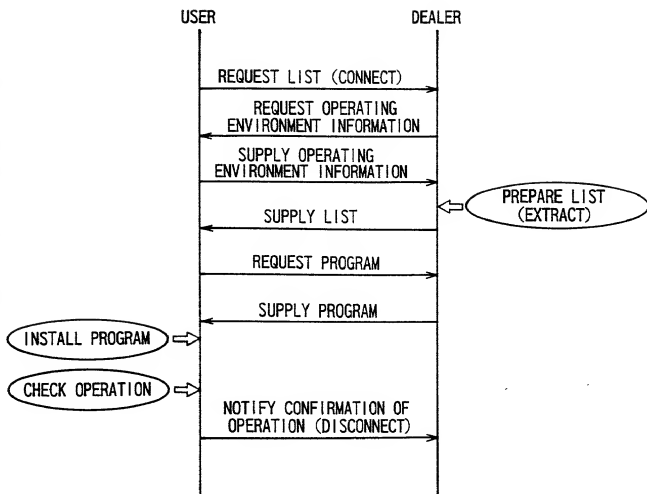 USER
DEALER
REQUEST LIST (CONNECT)
REQUEST OPERATING
ENVIRONMENT INFORMATION
SUPPLY OPERATING
ENVIRONMENT INFORMATION
PREPARE LIST
(EXTRACT)
SUPPLY LIST
REQUEST PROGRAM
SUPPLY PROGRAM
INSTALL PROGRAM
CHECK OPERATION
NOTIFY CONFIRMATION OF
OPERATION (DISCONNECT)